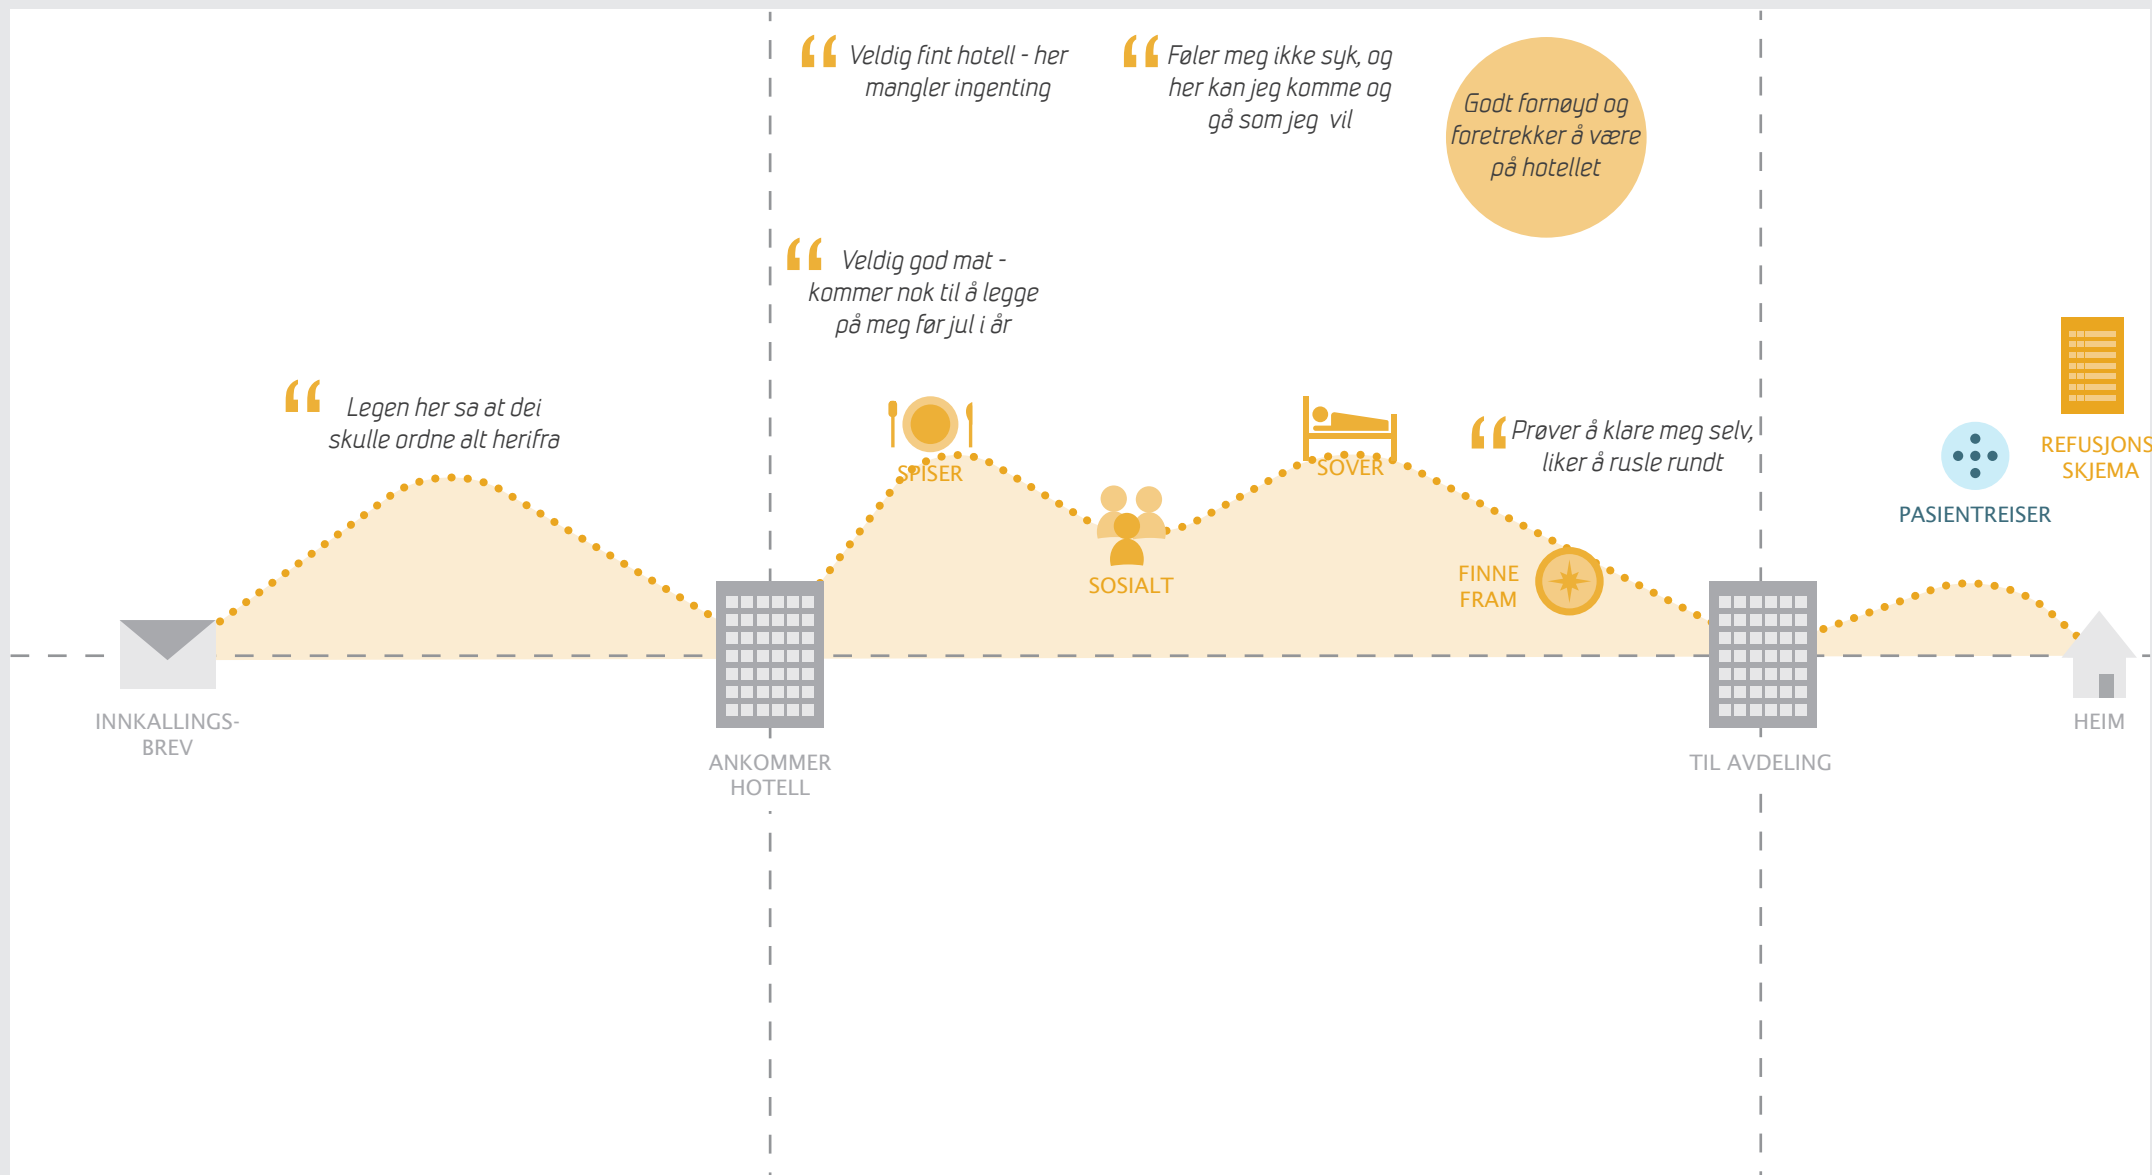 Veldig fint hotell - her
mangler ingenting
Føler meg ikke syk, og
her kan jeg komme og
gå som jeg vil
Godt fornøyd og
foretrekker å være
på hotellet
Veldig god mat -
kommer nok til å legge
på meg før jul i år
Legen her sa at dei
skulle ordne alt herifra
Prøver å klare meg selv,
liker å rusle rundt
SPISER
SOSIALT
SOVER
FINNE
FRAM
PASIENTREISER
REFUSJONS
SKJEMA
INNKALLINGS-
BREV
ANKOMMER
HOTELL
TIL AVDELING
HEIM